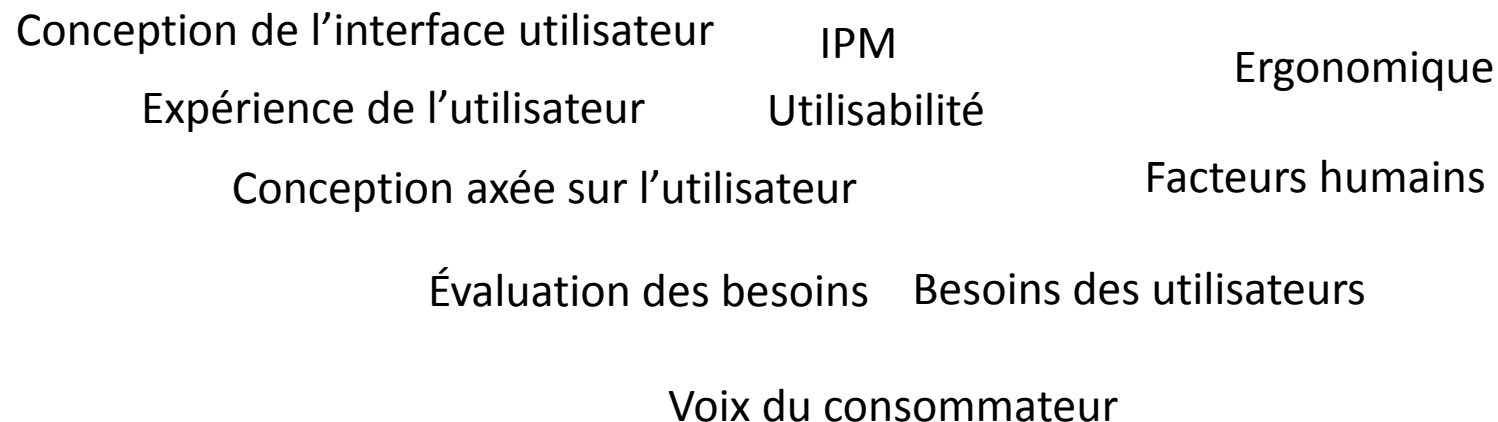 Conception de l’interface utilisateur
IPM
Ergonomique
Expérience de l’utilisateur
Utilisabilité
Conception axée sur l’utilisateur
Facteurs humains
Évaluation des besoins
Besoins des utilisateurs
Voix du consommateur